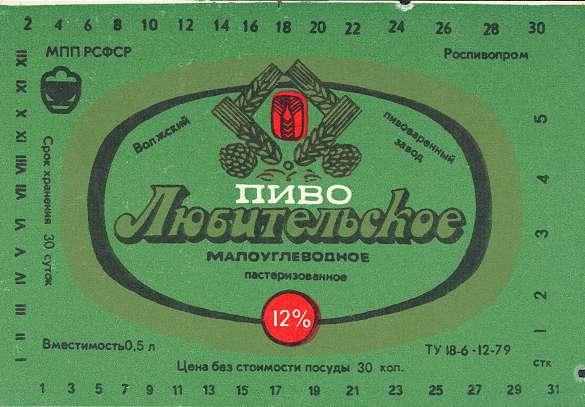 2 4 6 8 10 12 14 16 18 20 22 24 26 28 30
МПП РСФСР
Роспивопром
I II III IV V VI VII VIII IX X XI XII
Срок хранения 30 суток
Волжский
пивоваренный
завод
ПИВО
Любительское
МАЛОУГЛЕВОДНОЕ
пастеризованное
12%
5
4
3
2
1
СТК
Вместимость 0,5 л
ТУ 18-6-12-79
Цена без стоимости посуды 30 коп.
1 3 5 7 9 11 13 15 17 19 21 23 25 27 29 31